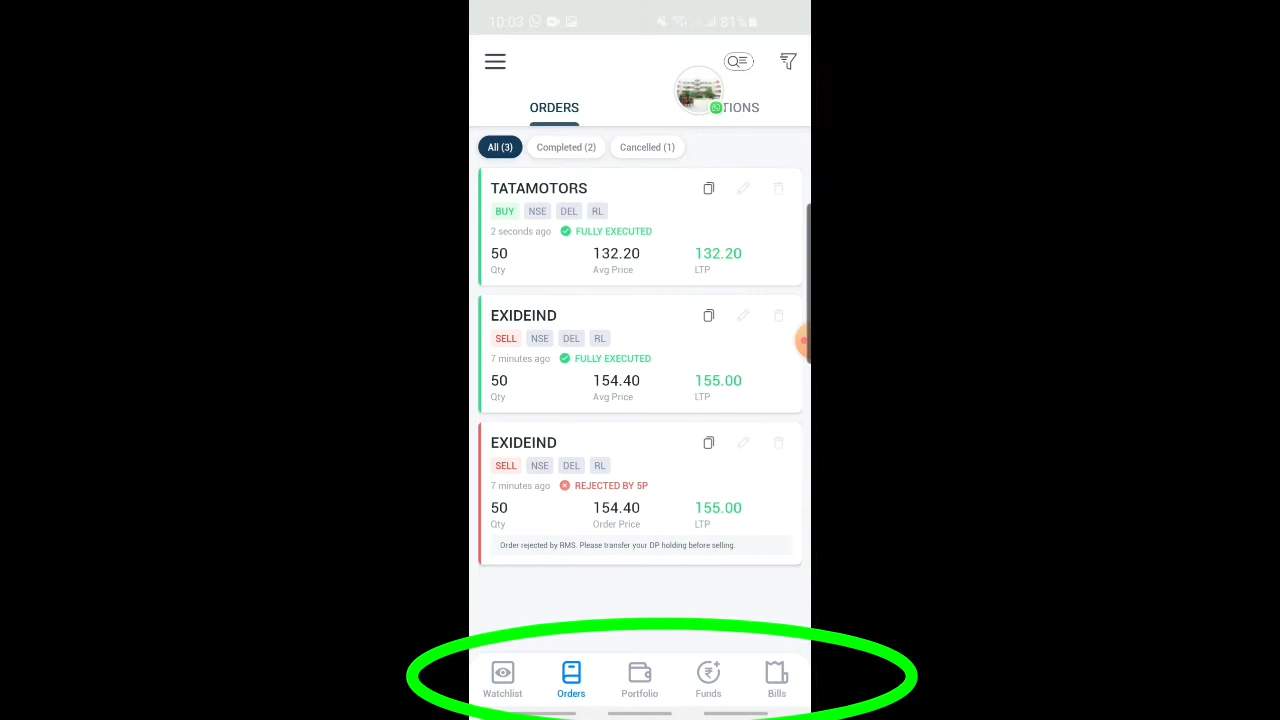 10:03 81%
ORDERS TIONS
All (3) Completed (2) Cancelled (1)
TATAMOTORS
BUY NSE DEL RL
2 seconds ago FULLY EXECUTED
50 132.20 132.20
Qty Avg Price LTP
EXIDEIND
SELL NSE DEL RL
7 minutes ago FULLY EXECUTED
50 154.40 155.00
Qty Avg Price LTP
EXIDEIND
SELL NSE DEL RL
7 minutes ago REJECTED BY 5P
50 154.40 155.00
Qty Order Price LTP
Order rejected by RMS. Please transfer your DP holding before selling.
Watchlist Orders Portfolio Funds Bills